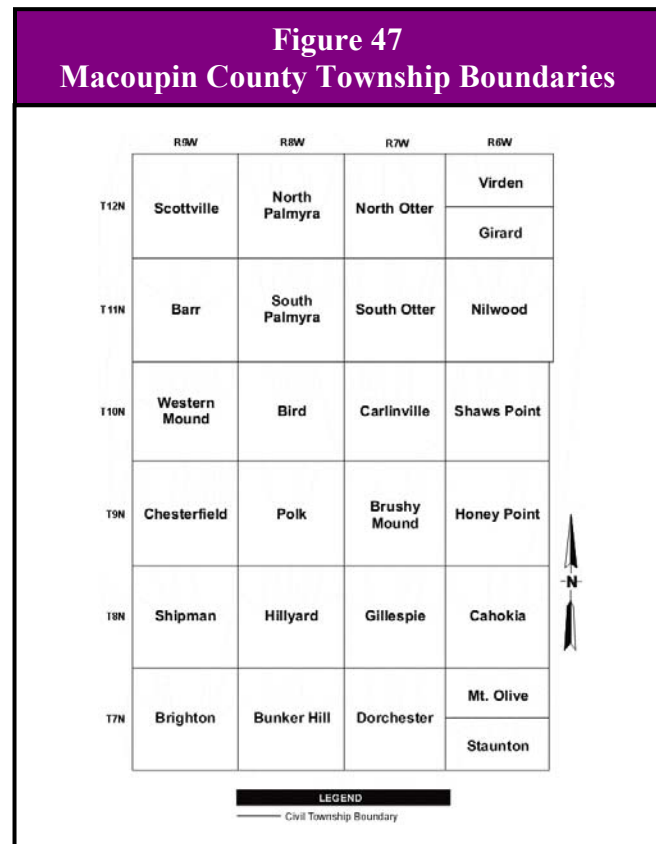 Figure 47
Macoupin County Township Boundaries
R9W R8W R7W R6W
T12N Scottville North Palmyra North Otter Virden
Girard
T11N Barr South Palmyra South Otter Nilwood
T10N Western Mound Bird Carlinville Shaws Point
T9N Chesterfield Polk Brushy Mound Honey Point
N
T8N Shipman Hillyard Gillespie Cahokia
T7N Brighton Bunker Hill Dorchester Mt. Olive
Staunton
LEGEND
Civil Township Boundary